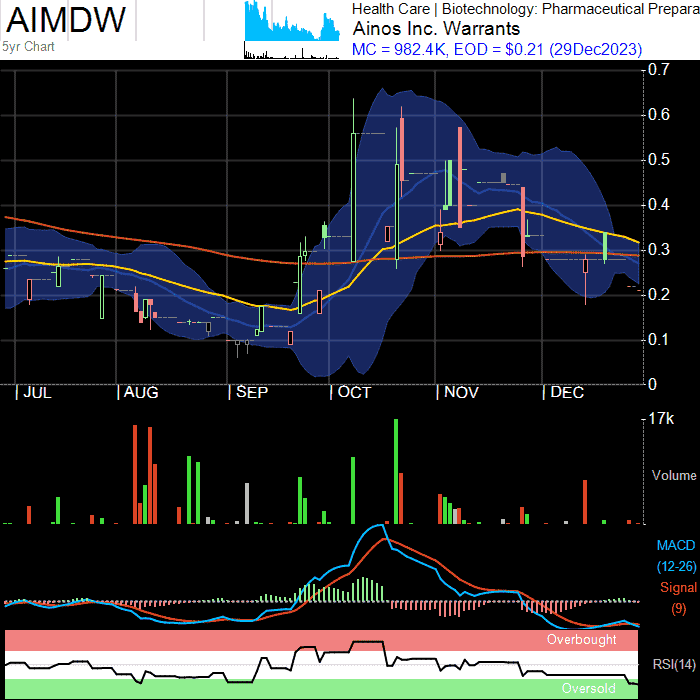 AIMDW
5yr Chart
Health Care | Biotechnology: Pharmaceutical Prepara
Ainos Inc. Warrants
MC = 982.4K, EOD = $0.21 (29Dec2023)
0.7
0.6
0.5
0.4
0.3
0.2
0.1
0
| JUL | AUG | SEP | OCT | NOV | DEC
17k
Volume
MACD
(12-26)
Signal
(9)
Overbought
RSI(14)
Oversold